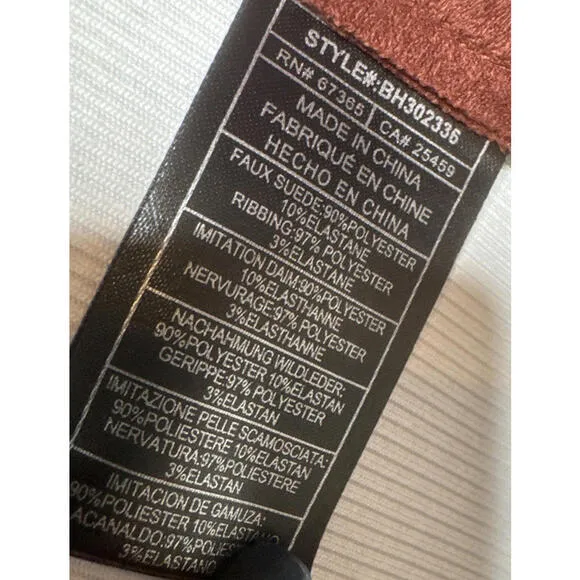 STYLE#:BH302336
RN# 67365 CA# 25459
MADE IN CHINA
FABRIQUÉ EN CHINE
HECHO EN CHINA
FAUX SUEDE:90%POLYESTER
10%ELASTANE
RIBBING:97% POLYESTER
3%ELASTANE
IMITATION DAIM:90%POLYESTER
10%ELASTHANNE
NERVURAGE:97% POLYESTER
3%ELASTHANNE
NACHAHMUNG WILDLEDER:
90%POLYESTER 10%ELASTAN
GERIPPE:97% POLYESTER
3%ELASTAN
IMITAZIONE PELLE SCAMOSCIATA:
90%POLIESTERE 10%ELASTAN
NERVATURA:97%POLIESTERE
3%ELASTAN
IMITACION DE GAMUZA:
90%POLIESTER 10%ELASTANO
ACANALDO:97%POLIESTER
3%ELASTAN